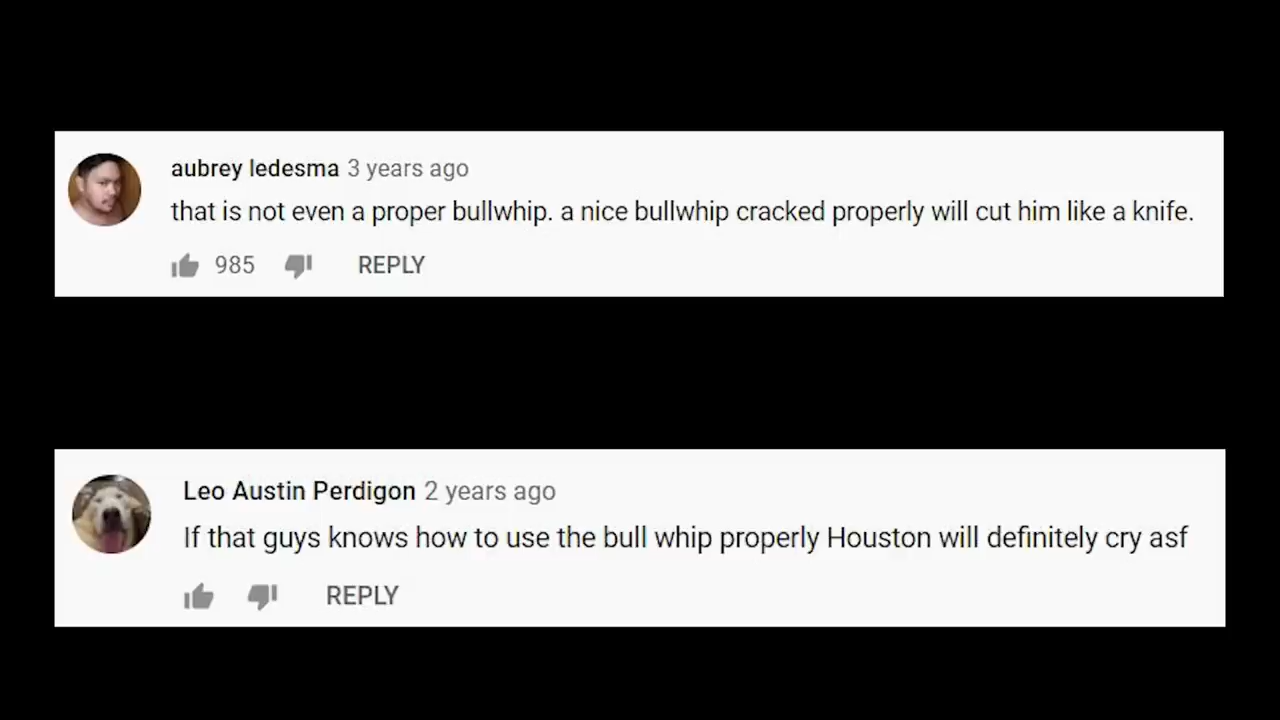 aubrey ledesma 3 years ago
that is not even a proper bullwhip. a nice bullwhip cracked properly will cut him like a knife.
985 REPLY
Leo Austin Perdigon 2 years ago
If that guys knows how to use the bull whip properly Houston will definitely cry asf
REPLY